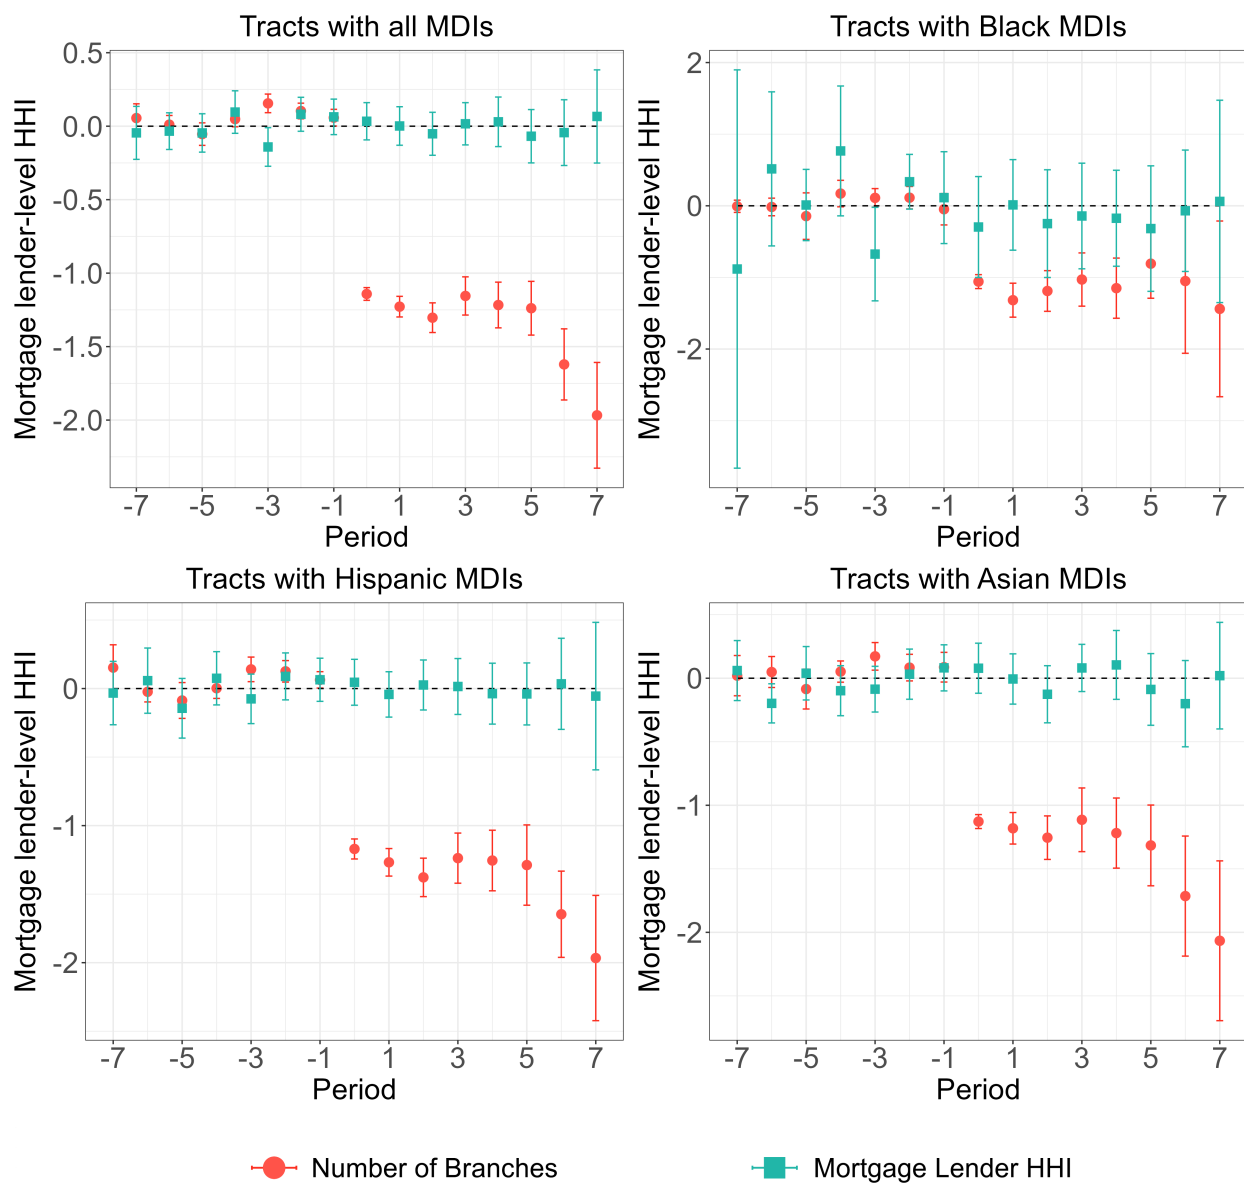 Tracts with all MDIs
Mortgage lender-level HHI
0.5
0.0
-0.5
-1.0
-1.5
-2.0
-7 -5 -3 -1 1 3 5 7
Period
Tracts with Black MDIs
Mortgage lender-level HHI
2
0
-2
-7 -5 -3 -1 1 3 5 7
Period
Tracts with Hispanic MDIs
Mortgage lender-level HHI
0
-1
-2
-7 -5 -3 -1 1 3 5 7
Period
Tracts with Asian MDIs
Mortgage lender-level HHI
0
-1
-2
-7 -5 -3 -1 1 3 5 7
Period
Number of Branches
Mortgage Lender HHI